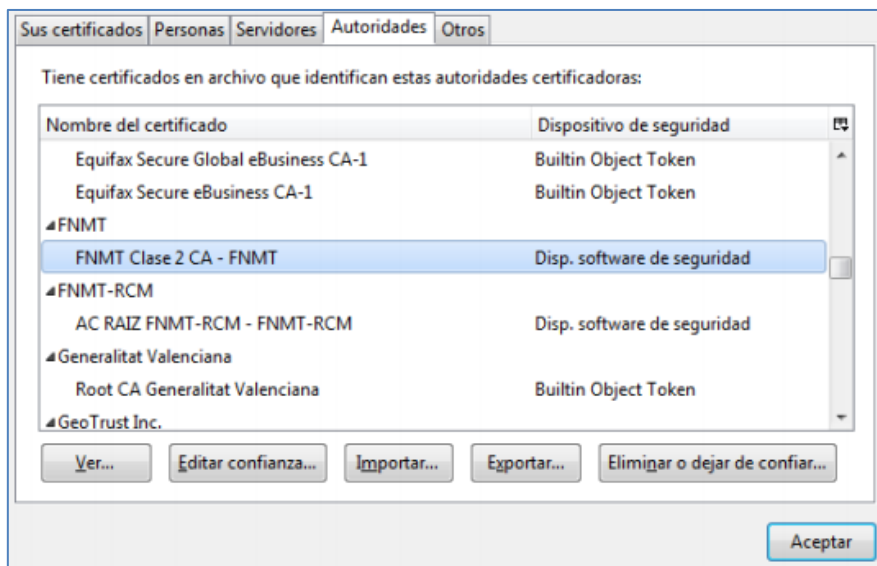 Sus certificados Personas Servidores Autoridades Otros
Tiene certificados en archivo que identifican estas autoridades certificadoras:
Nombre del certificado Dispositivo de seguridad
Equifax Secure Global eBusiness CA-1 Builtin Object Token
Equifax Secure eBusiness CA-1 Builtin Object Token
FNMT
FNMT Clase 2 CA - FNMT Disp. software de seguridad
FNMT-RCM
AC RAIZ FNMT-RCM - FNMT-RCM Disp. software de seguridad
Generalitat Valenciana
Root CA Generalitat Valenciana Builtin Object Token
GeoTrust Inc.
Ver... Editar confianza... Importar... Exportar... Eliminar o dejar de confiar...
Aceptar